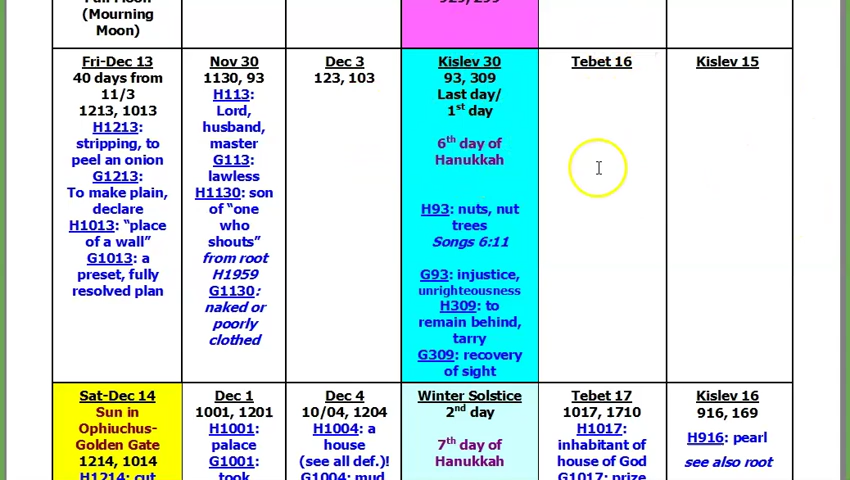 (Mourning
Moon)
Fri-Dec 13
40 days from
11/3
1213, 1013
H1213:
stripping, to
peel an onion
G1213:
To make plain,
declare
H1013: “place
of a wall”
G1013: a
preset, fully
resolved plan
Nov 30
1130, 93
H113:
Lord,
husband,
master
G113:
lawless
H1130: son
of “one
who
shouts”
from root
H1959
G1130:
naked or
poorly
clothed
Dec 3
123, 103
Kislev 30
93, 309
Last day/
1st day
6th day of
Hanukkah
H93: nuts, nut
trees
Songs 6:11
G93: injustice,
unrighteousness
H309: to
remain behind,
tarry
G309: recovery
of sight
Tebet 16
Kislev 15
Sat-Dec 14
Sun in
Ophiuchus-
Golden Gate
1214, 1014
H1214: cut
Dec 1
1001, 1201
H1001:
palace
G1001:
took
Dec 4
10/04, 1204
H1004: a
house
(see all def.)!
G1004: mud
Winter Solstice
2nd day
7th day of
Hanukkah
Tebet 17
1017, 1710
H1017:
inhabitant of
house of God
G1017: prize
Kislev 16
916, 169
H916: pearl
see also root